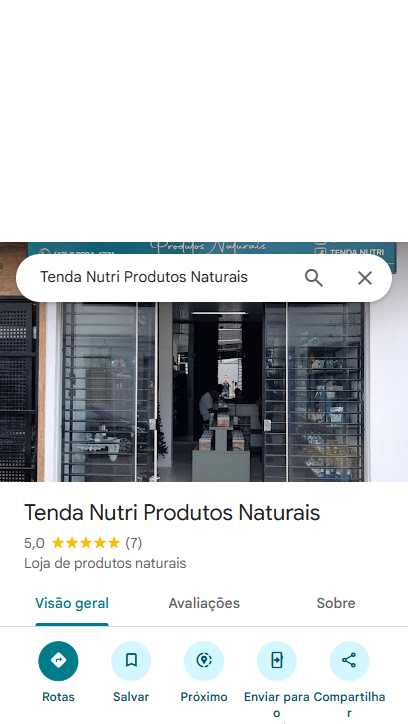 Produtos Naturais
TENDA NUTRI
Tenda Nutri Produtos Naturais
Tenda Nutri Produtos Naturais
5,0 ★★★★★ (7)
Loja de produtos naturais
Visão geral Avaliações Sobre
Rotas Salvar Próximo Enviar para o Compartilhar